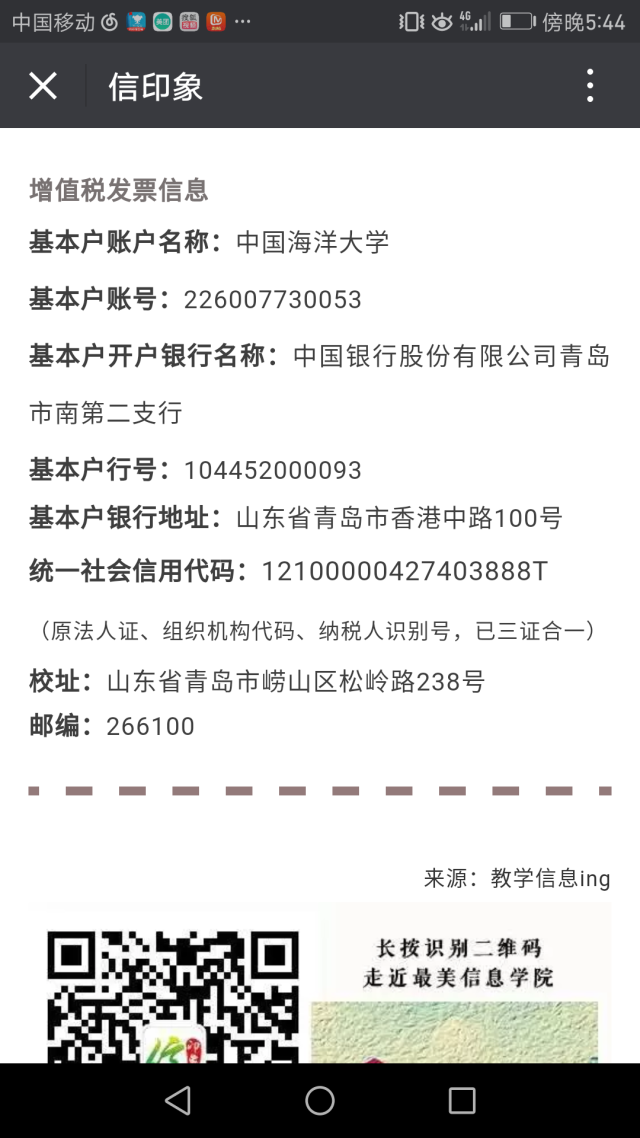 中国移动
4G
傍晚5:44
信印象
增值税发票信息
基本户账户名称：中国海洋大学
基本户账号：226007730053
基本户开户银行名称：中国银行股份有限公司青岛
市南第二支行
基本户行号：104452000093
基本户银行地址：山东省青岛市香港中路100号
统一社会信用代码：12100000427403888T
（原法人证、组织机构代码、纳税人识别号，已三证合一）
校址：山东省青岛市崂山区松岭路238号
邮编：266100
来源：教学信息ing
长按识别二维码
走近最美信息学院